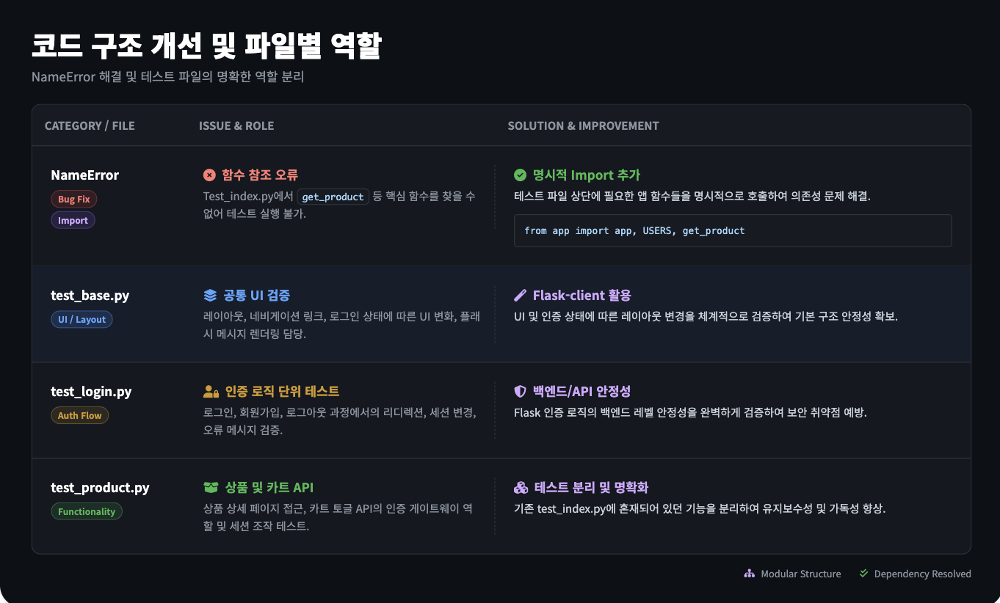 코드 구조 개선 및 파일별 역할
NameError 해결 및 테스트 파일의 명확한 역할 분리
CATEGORY / FILE
ISSUE & ROLE
SOLUTION & IMPROVEMENT
NameError
Bug Fix
Import
함수 참조 오류
Test_index.py에서 get_product 등 핵심 함수를 찾을 수
없어 테스트 실행 불가.
명시적 Import 추가
테스트 파일 상단에 필요한 앱 함수들을 명시적으로 호출하여 의존성 문제 해결.
from app import app, USERS, get_product
test_base.py
UI / Layout
공통 UI 검증
레이아웃, 네비게이션 링크, 로그인 상태에 따른 UI 변화, 플래
시 메시지 렌더링 담당.
Flask-client 활용
UI 및 인증 상태에 따른 레이아웃 변경을 체계적으로 검증하여 기본 구조 안정성 확보.
test_login.py
Auth Flow
인증 로직 단위 테스트
로그인, 회원가입, 로그아웃 과정에서의 리디렉션, 세션 변경,
오류 메시지 검증.
백엔드/API 안정성
Flask 인증 로직의 백엔드 레벨 안정성을 완벽하게 검증하여 보안 취약점 예방.
test_product.py
Functionality
상품 및 카트 API
상품 상세 페이지 접근, 카트 토글 API의 인증 게이트웨이 역
할 및 세션 조작 테스트.
테스트 분리 및 명확화
기존 test_index.py에 혼재되어 있던 기능을 분리하여 유지보수성 및 가독성 향상.
Modular Structure
Dependency Resolved